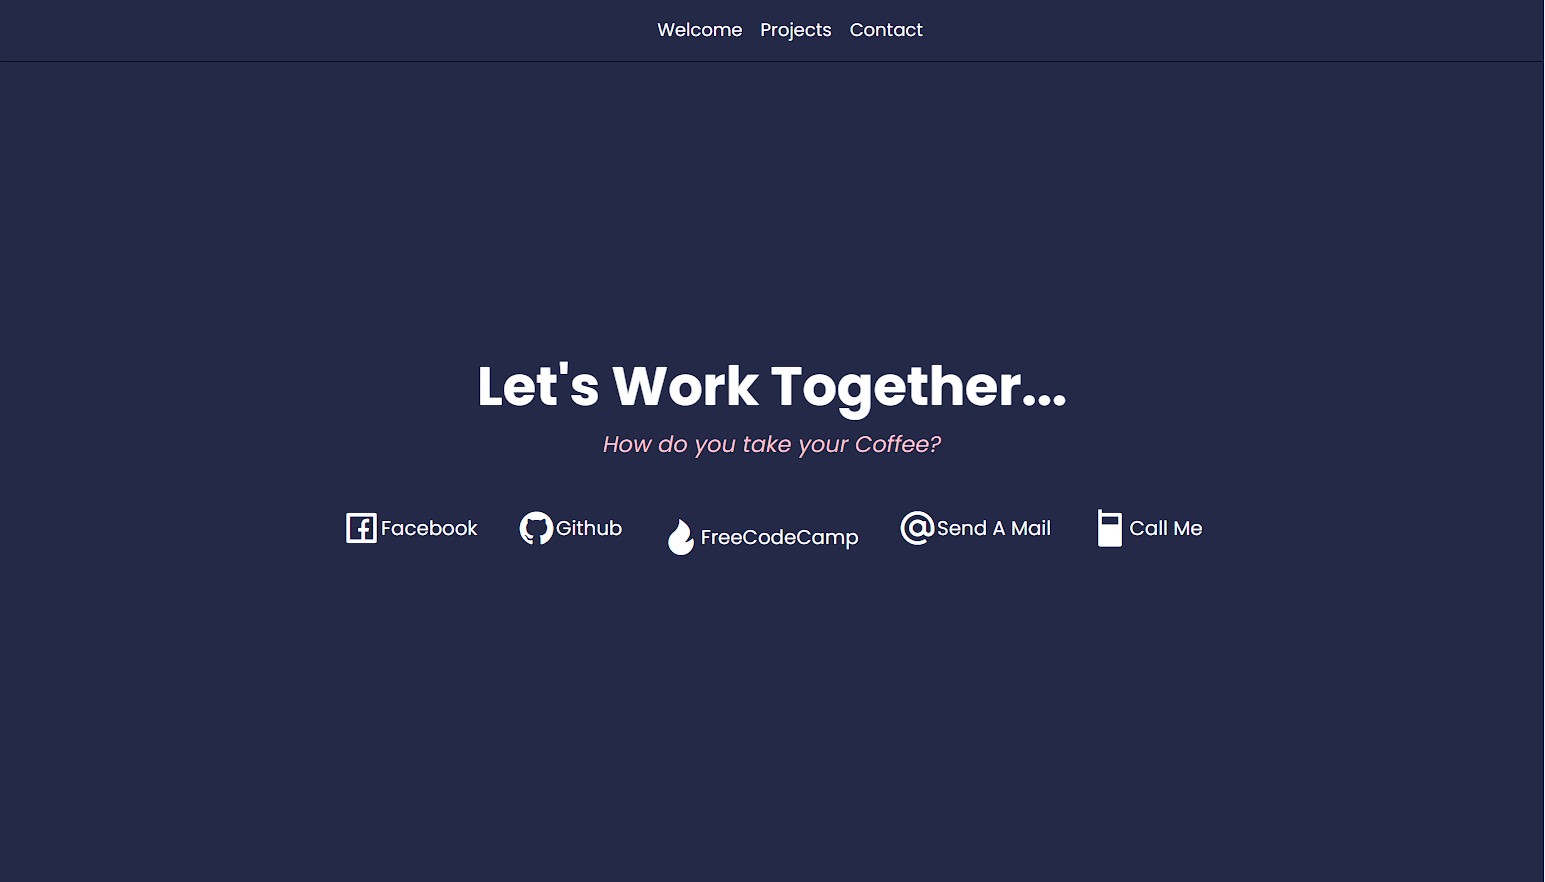 Welcome Projects Contact
Let's Work Together...
How do you take your Coffee?
Facebook Github FreeCodeCamp Send A Mail Call Me